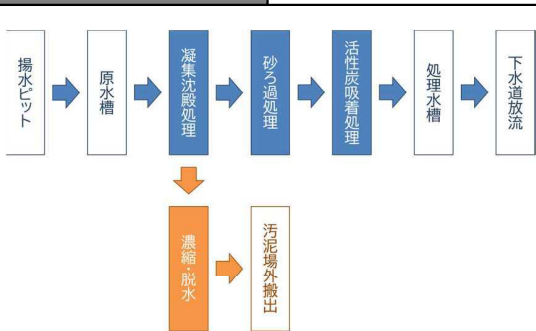 揚水ピット
原水槽
凝集沈殿処理
砂ろ過処理
活性炭吸着処理
処理水槽
下水道放流
濃縮・脱水
汚泥場外搬出